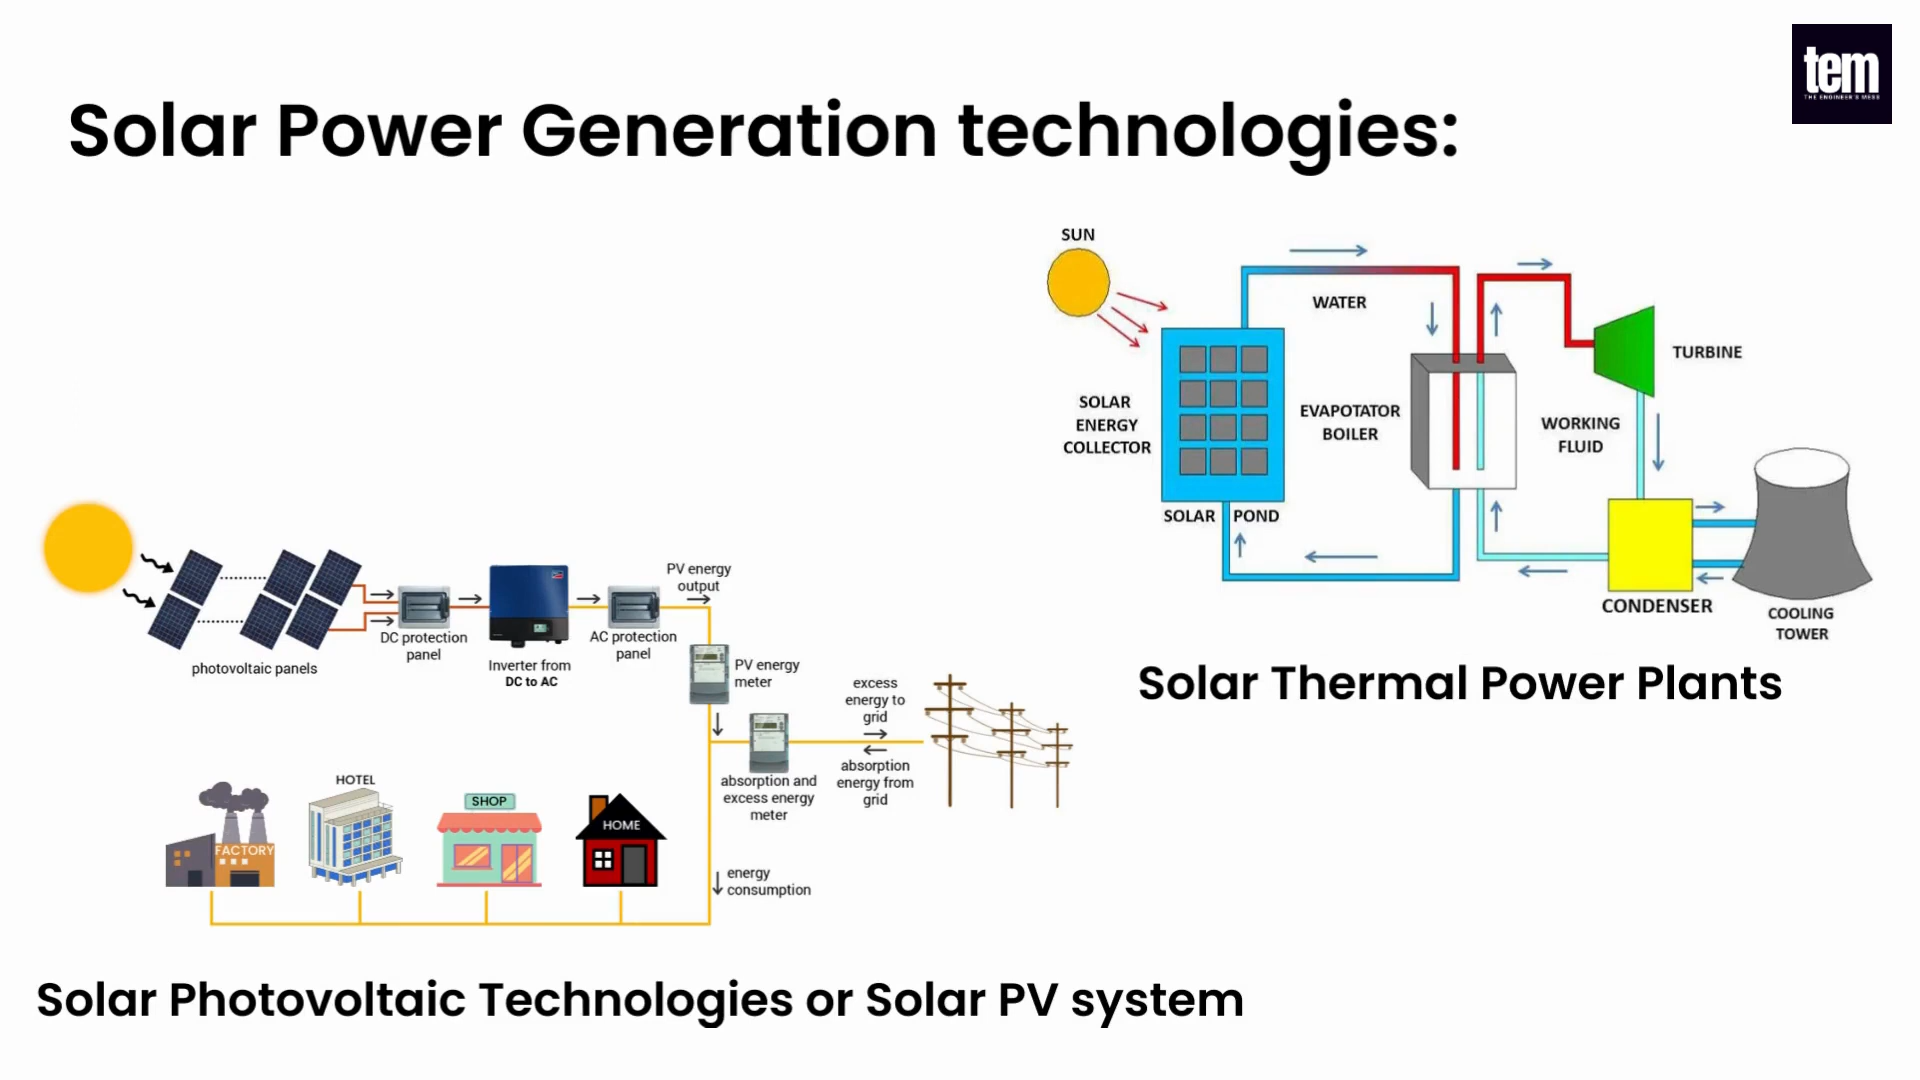 tem
THE ENGINEER'S MESS
Solar Power Generation technologies:
SUN
WATER
TURBINE
SOLAR
ENERGY
COLLECTOR
EVAPOTATOR
BOILER
WORKING
FLUID
SOLAR POND
CONDENSER
COOLING
TOWER
Solar Thermal Power Plants
PV energy
output
DC protection
panel
AC protection
panel
photovoltaic panels
Inverter from
DC to AC
PV energy
meter
excess
energy to
grid
absorption
energy from
grid
absorption and
excess energy
meter
HOTEL
SHOP
HOME
FACTORY
energy
consumption
Solar Photovoltaic Technologies or Solar PV system